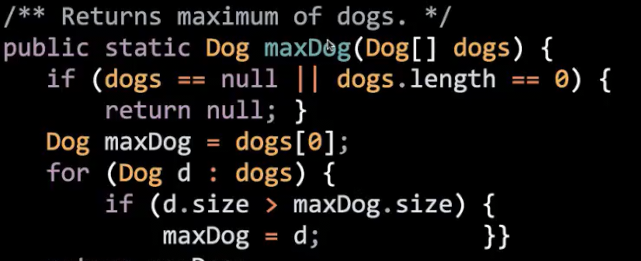 /** Returns maximum of dogs. */
public static Dog maxDog(Dog[] dogs) {
if (dogs == null || dogs.length == 0) {
return null; }
Dog maxDog = dogs[0];
for (Dog d : dogs) {
if (d.size > maxDog.size) {
maxDog = d; }}